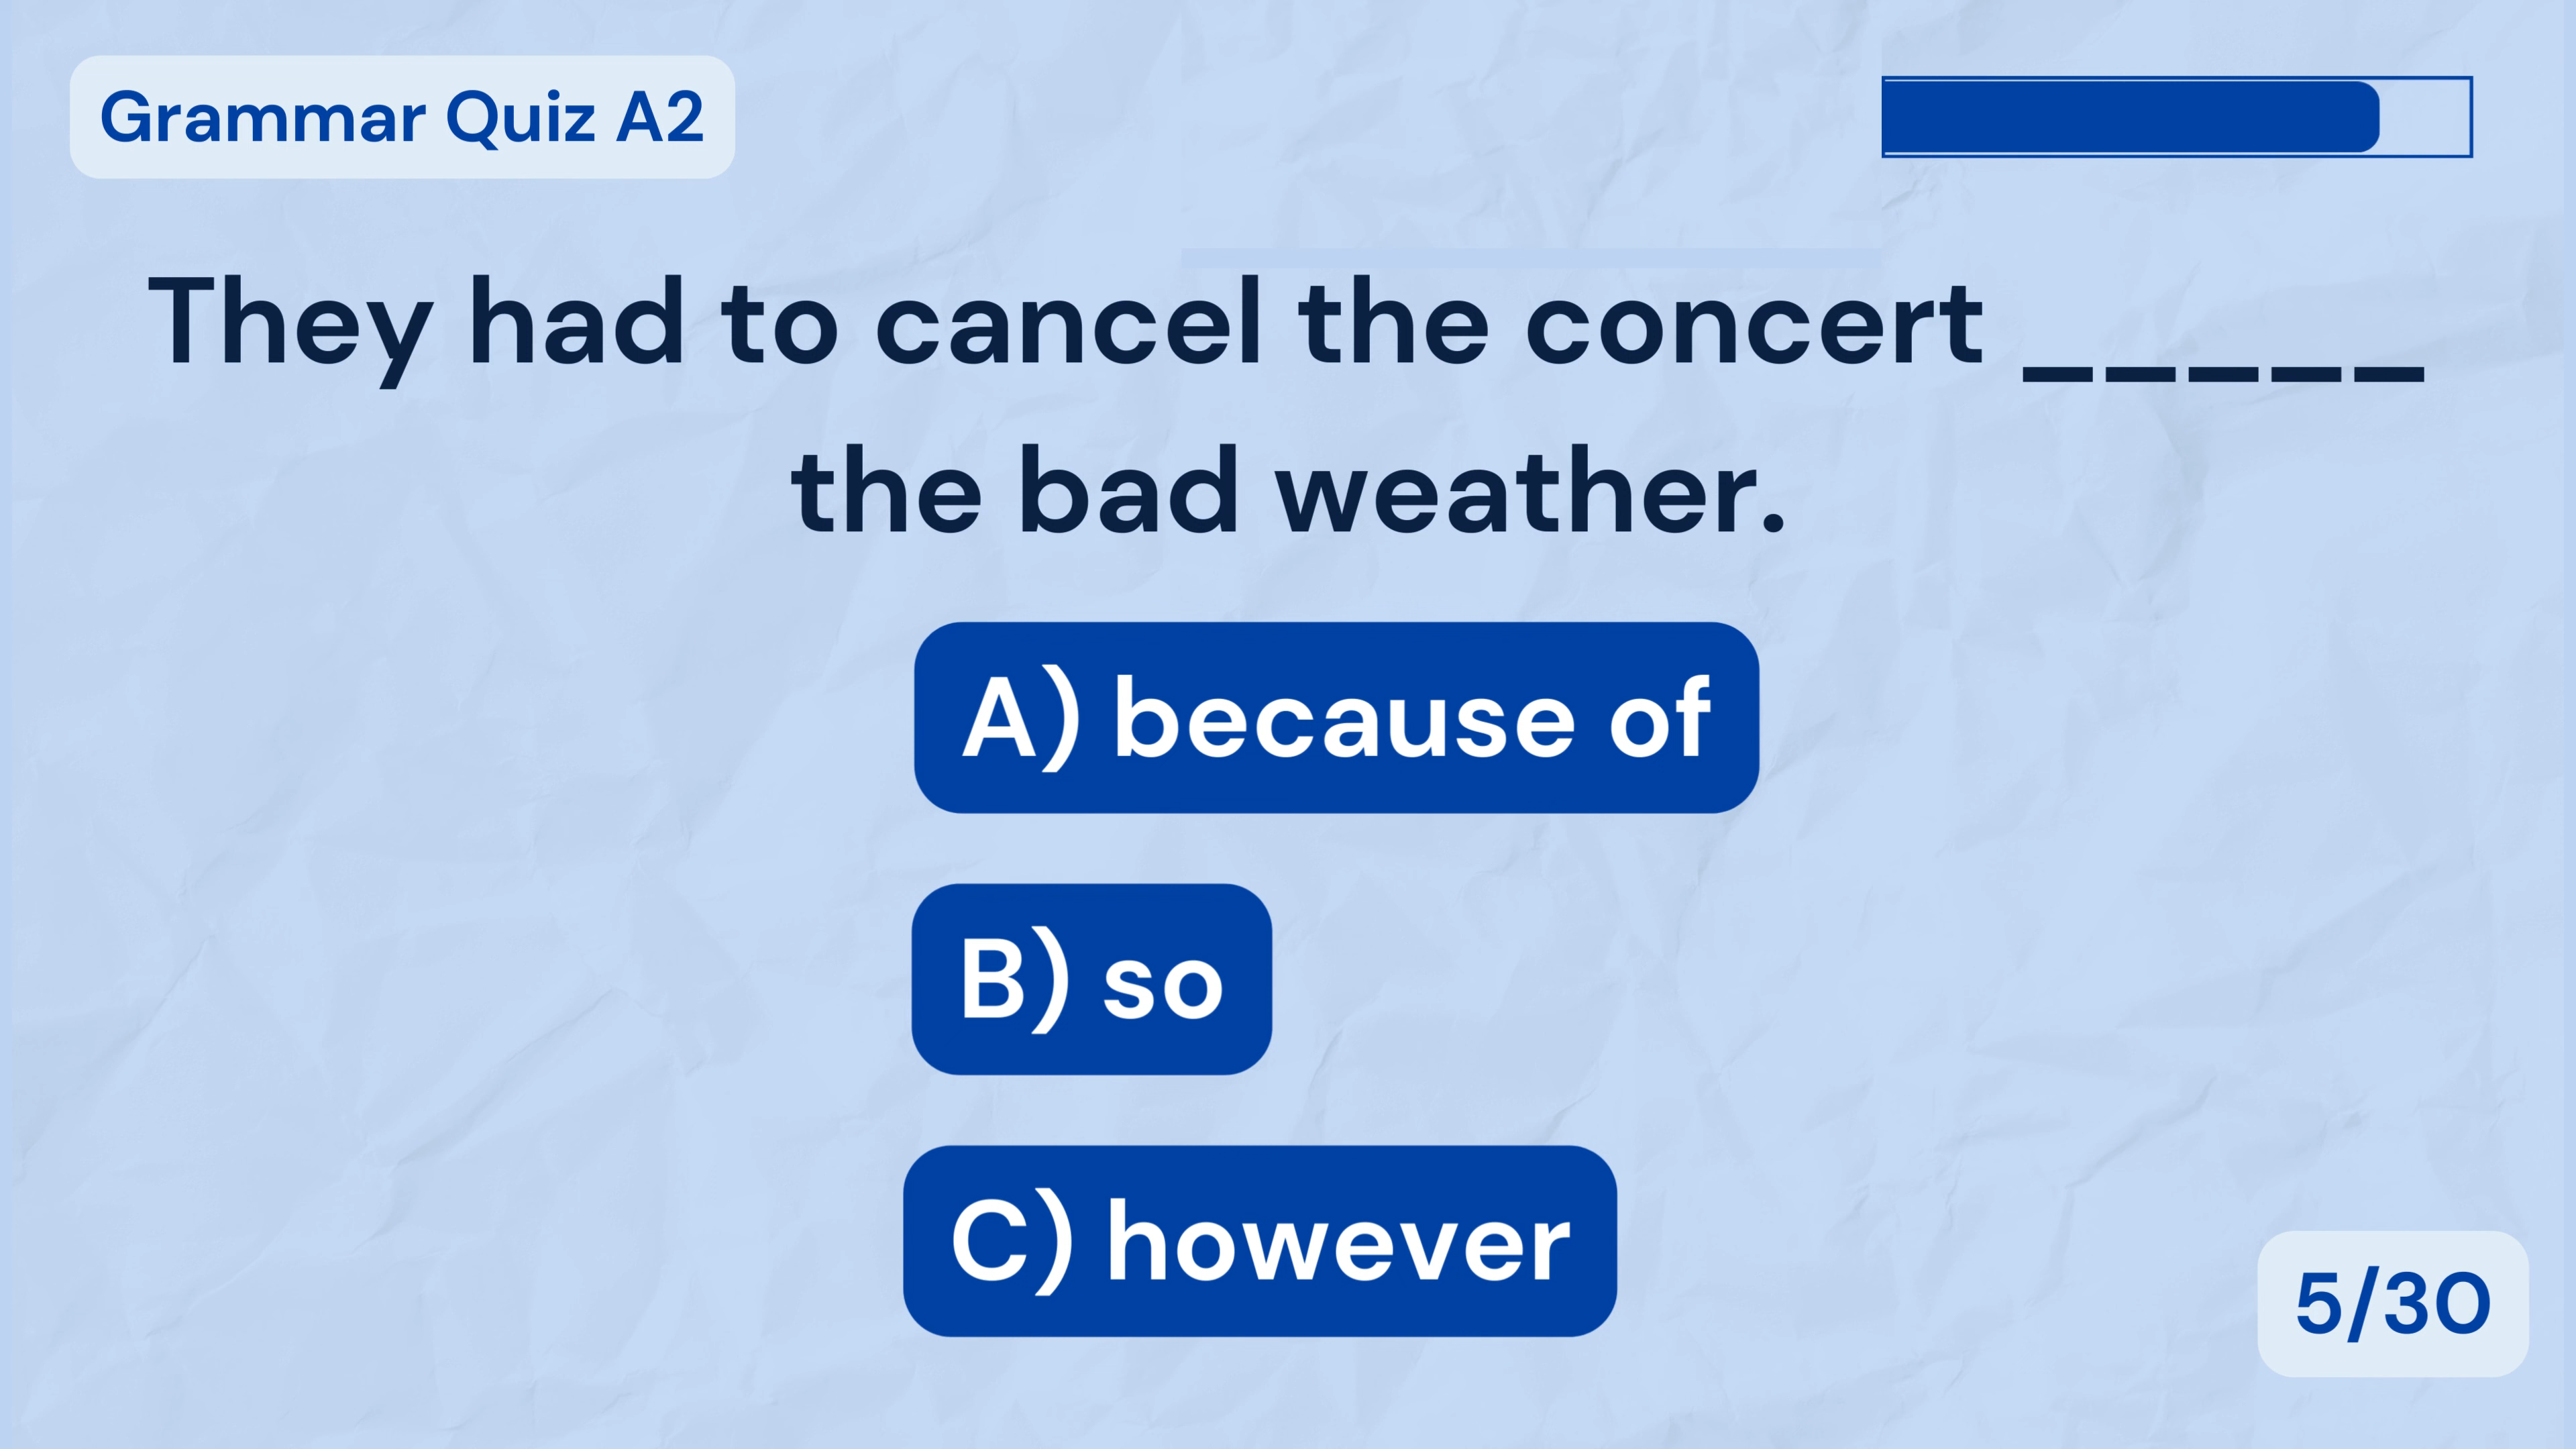 Grammar Quiz A2
They had to cancel the concert _____
the bad weather.
A) because of
B) so
C) however
5/30